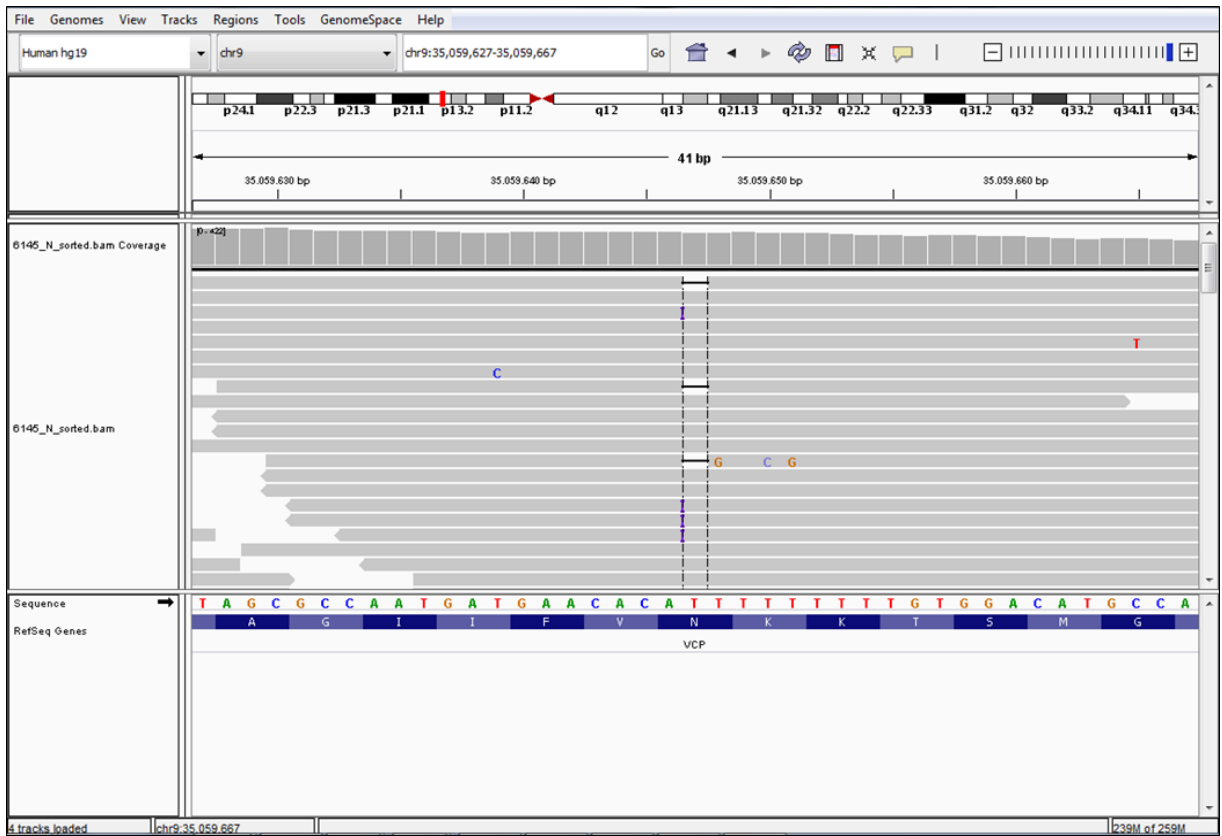 File Genomes View Tracks Regions Tools GenomeSpace Help
Human hg19 chr9 chr9:35,059,627-35,059,667 Go
p24.1 p22.3 p21.3 p21.1 p13.2 p11.2 q12 q13 q21.13 q21.32 q22.2 q22.33 q31.2 q32 q33.2 q34.11 q34.
41 bp
35.059.630 bp 35.059.640 bp 35.059.650 bp 35.059.660 bp
6145_N_sorted.bam Coverage [0 - 422]
T
C
6145_N_sorted.bam
G C G
Sequence T A G C G C C A A T G A T G A A C A C A T T T T T T T T T G T G G A C A T G C C A
RefSeq Genes A G I I F V N K K T S M G
VCP
4 tracks loaded chr9:35,059,667 239M of 259M